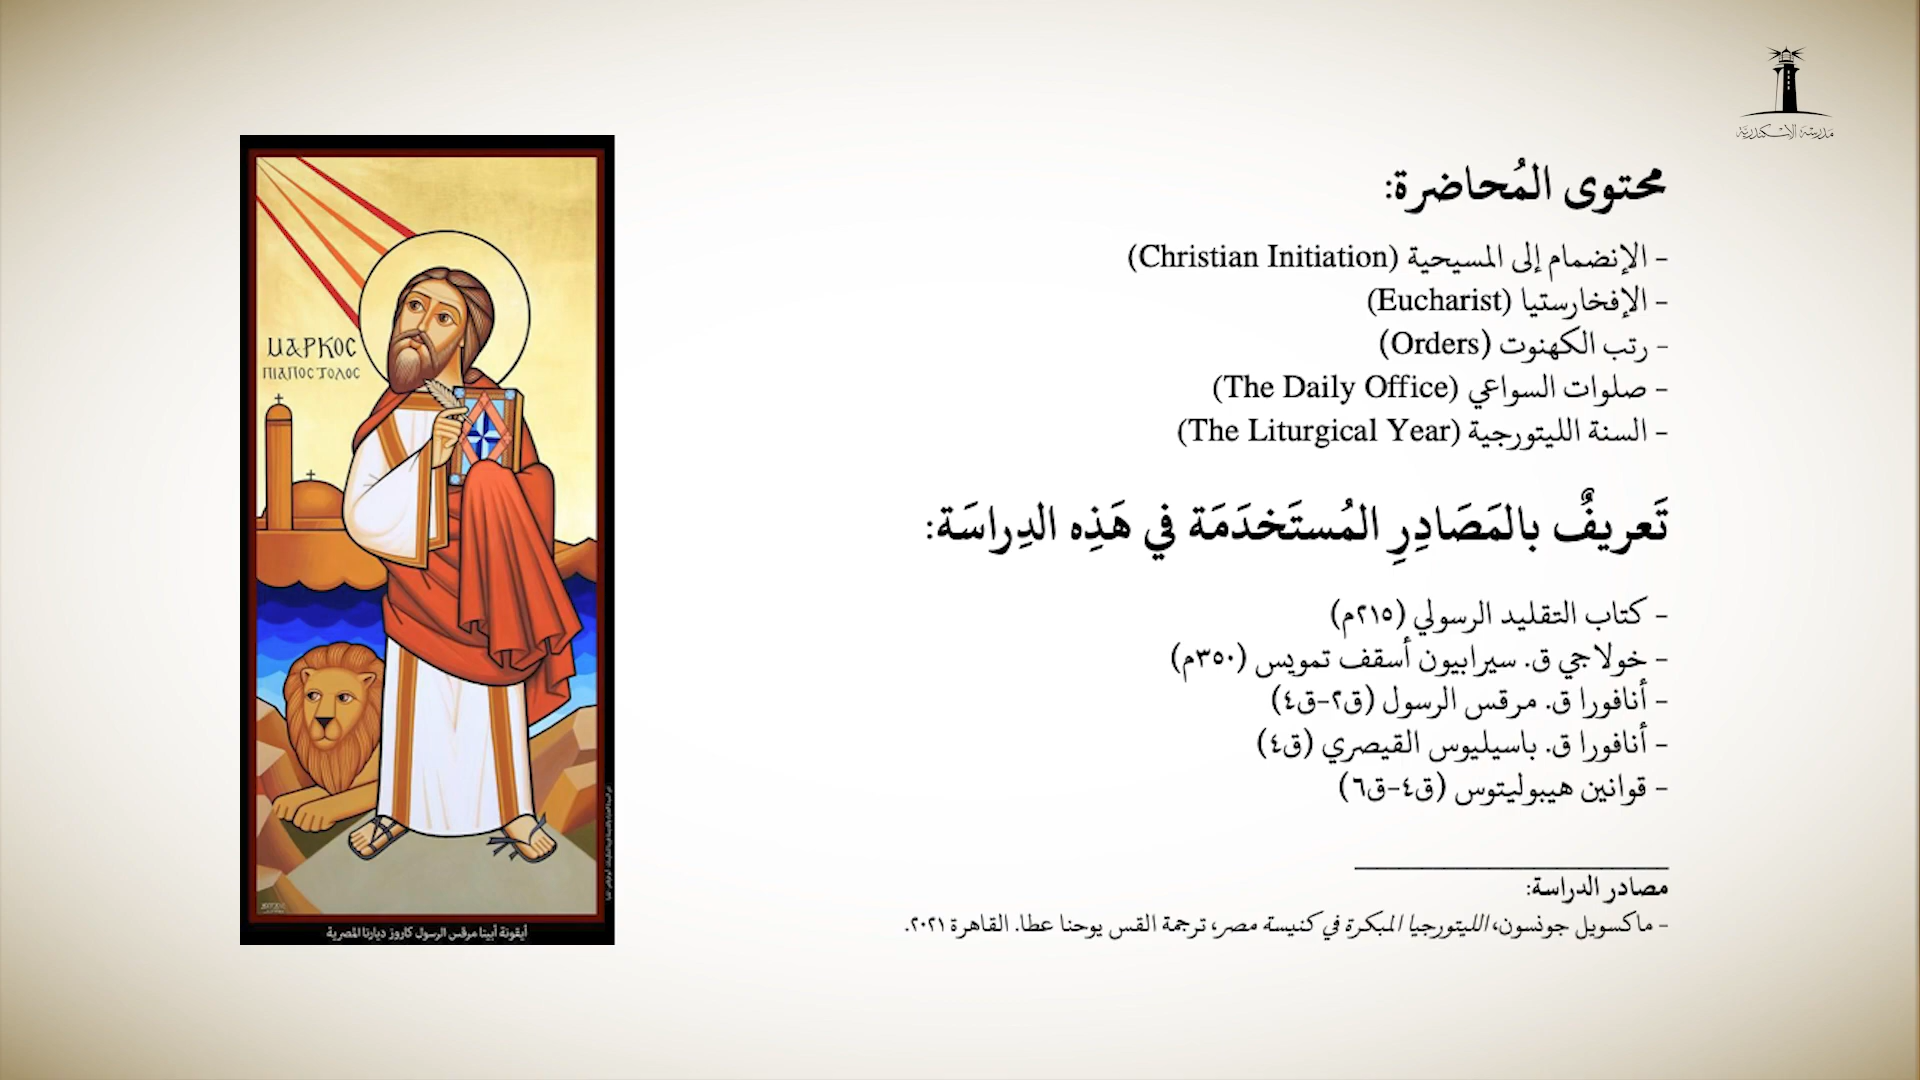 مدرسة الإسكندرية
محتوى المُحاضرة:
- الإنضمام إلى المسيحية (Christian Initiation)
- الإفخارستيا (Eucharist)
- رتب الكهنوت (Orders)
- صلوات السواعي (The Daily Office)
- السنة الليتورجية (The Liturgical Year)
تَعريفٌ بالمَصَادِرِ المُستَخدَمَة في هَذِه الدِراسَة:
- كتاب التقليد الرسولي (٢١٥م)
- خولاجي ق. سيرابيون أسقف تمويس (٣٥٠م)
- أنافورا ق. مرقس الرسول (ق٢-ق٤)
- أنافورا ق. باسيليوس القيصري (ق٤)
- قوانين هيبوليتوس (ق٤-ق٦)
مصادر الدراسة:
- ماكسويل جونسون، الليتورجيا المبكرة في كنيسة مصر، ترجمة القس يوحنا عطا. القاهرة ٢٠٢١.
ⲘⲀⲢⲔⲞⲤ
ⲠⲒⲀⲠⲞⲤⲦⲞⲖⲞⲤ
أيقونة أبينا مرقس الرسول كاروز ديارنا المصرية